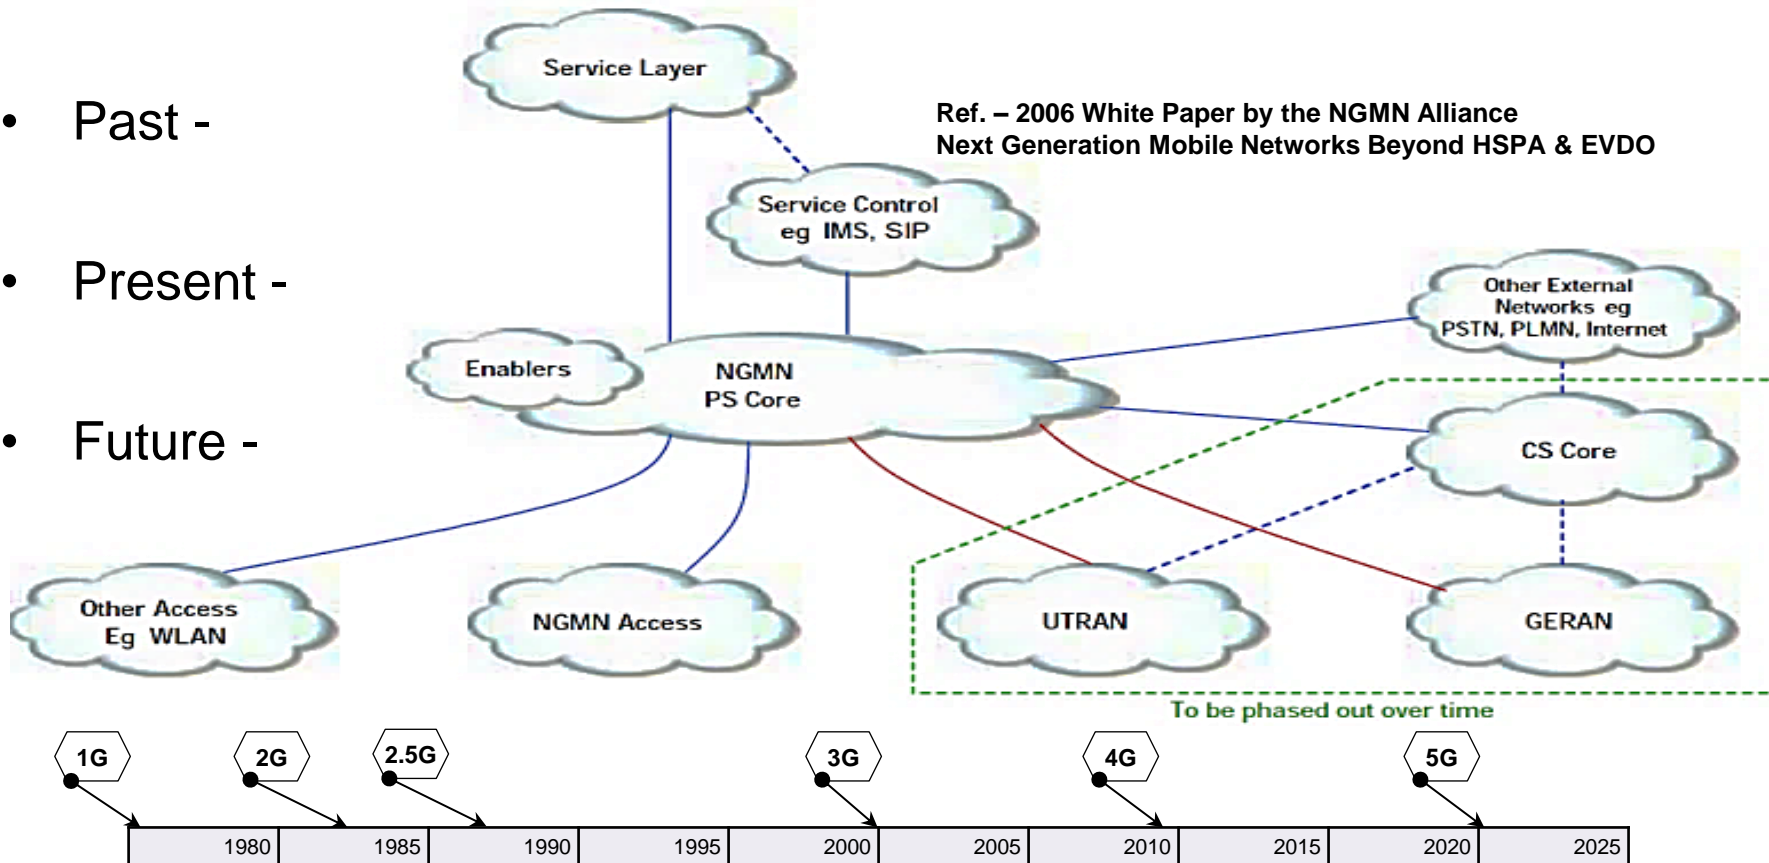 Service Layer
• Past -
Ref. – 2006 White Paper by the NGMN Alliance
Next Generation Mobile Networks Beyond HSPA & EVDO
Service Control
eg IMS, SIP
• Present -
Other External
Networks eg
PSTN, PLMN, Internet
Enablers
NGMN
PS Core
• Future -
CS Core
Other Access
Eg WLAN
NGMN Access
UTRAN
GERAN
To be phased out over time
1G 2G 2.5G 3G 4G 5G
1980 1985 1990 1995 2000 2005 2010 2015 2020 2025